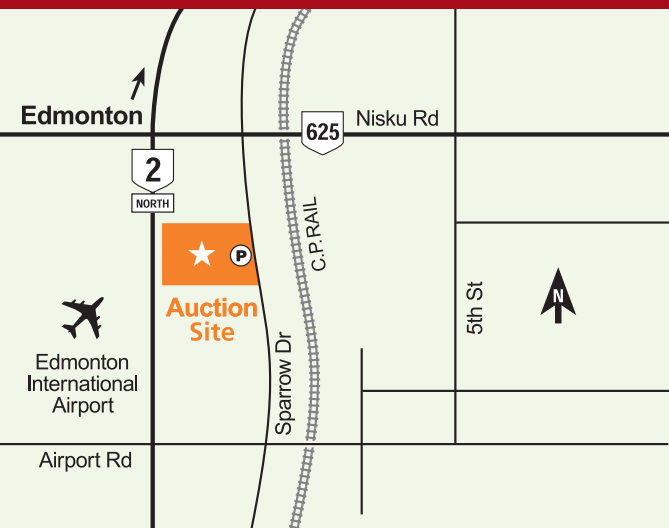 Edmonton
Nisku Rd
625
2
NORTH
P
C.P. RAIL
Auction
Site
5th St
N
Edmonton
International
Airport
Sparrow Dr
Airport Rd